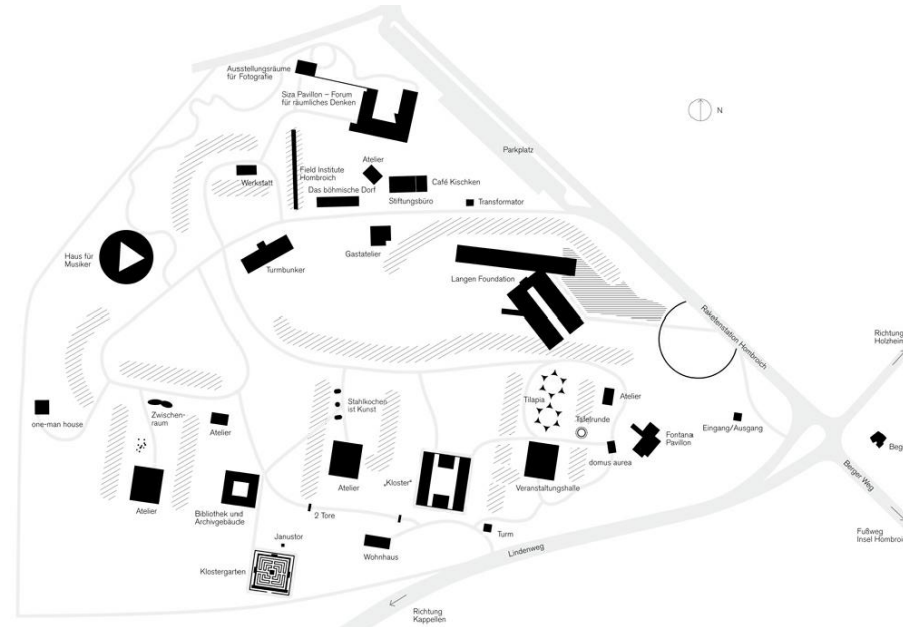 Ausstellungsräume
für Fotografie
Siza Pavillon – Forum
für räumliches Denken
N
Parkplatz
Atelier
Field Institute
Hombroich
Werkstatt
Café Kischken
Das böhmische Dorf
Stiftungsbüro
Transformator
Haus für
Musiker
Gastatelier
Turmbunker
Langen Foundation
Raketenstation Hombroich
Richtung
Holzheim
one-man house
Zwischen-
raum
Atelier
Stahlkochen
ist Kunst
Tilapia
Atelier
Tafelrunde
Eingang/Ausgang
Fontana
Pavillon
domus aurea
Beg
Berger Weg
Atelier
Bibliothek und
Archivgebäude
Atelier
„Kloster“
Veranstaltungshalle
2 Tore
Turm
Janustor
Wohnhaus
Lindenweg
Fußweg
Insel Hombroi
Klostergarten
Richtung
Kappellen